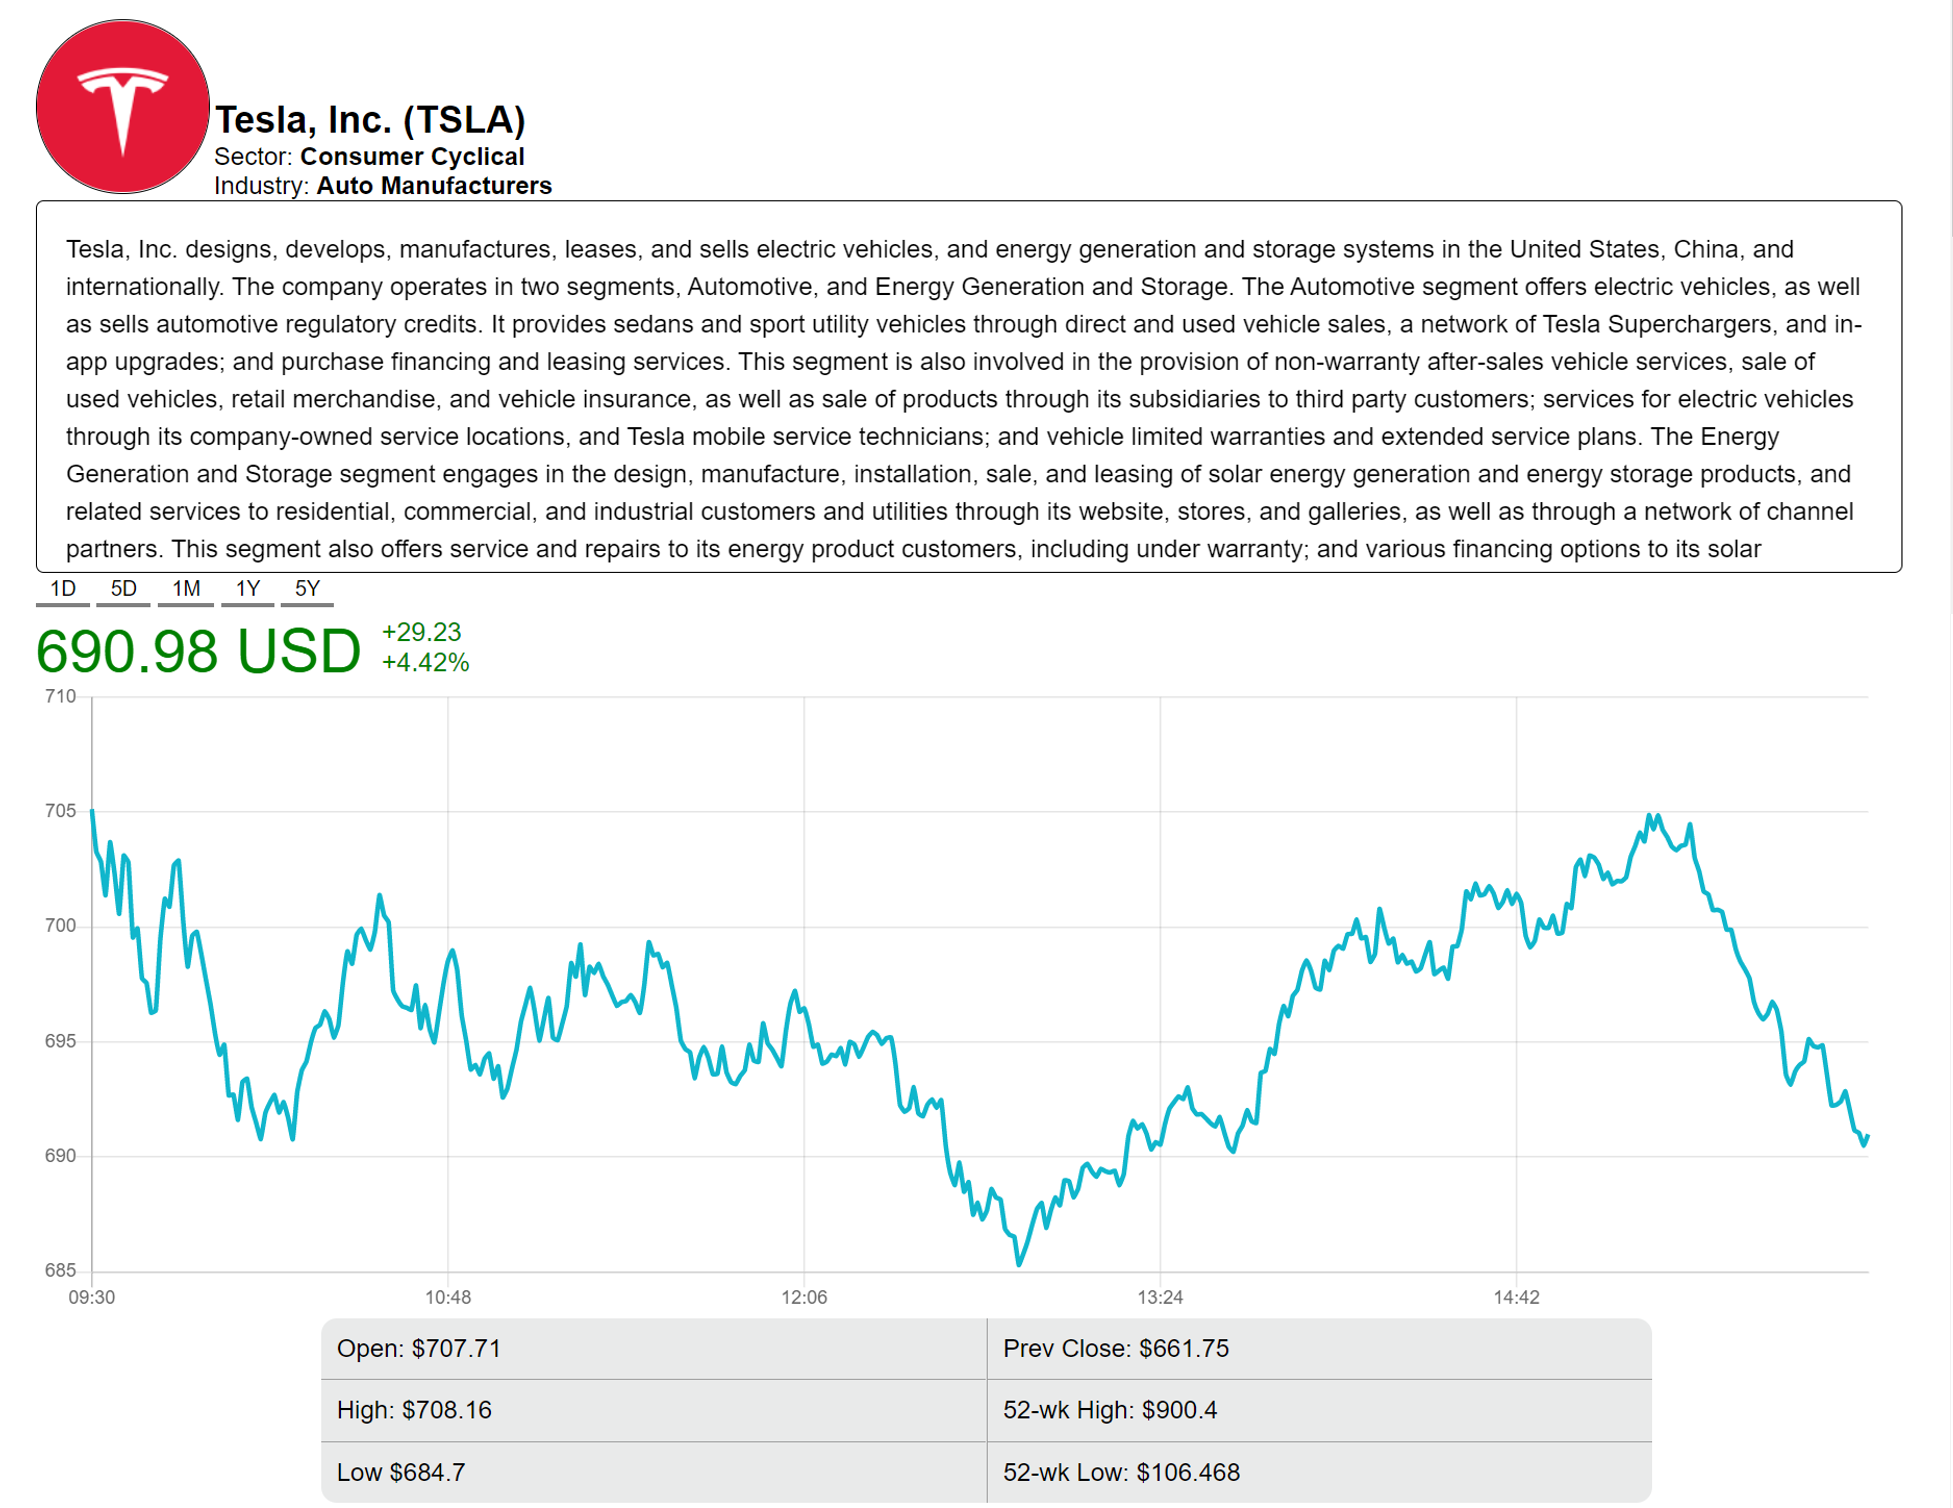 Tesla, Inc. (TSLA)
Sector: Consumer Cyclical
Industry: Auto Manufacturers
Tesla, Inc. designs, develops, manufactures, leases, and sells electric vehicles, and energy generation and storage systems in the United States, China, and
internationally. The company operates in two segments, Automotive, and Energy Generation and Storage. The Automotive segment offers electric vehicles, as well
as sells automotive regulatory credits. It provides sedans and sport utility vehicles through direct and used vehicle sales, a network of Tesla Superchargers, and in-
app upgrades; and purchase financing and leasing services. This segment is also involved in the provision of non-warranty after-sales vehicle services, sale of
used vehicles, retail merchandise, and vehicle insurance, as well as sale of products through its subsidiaries to third party customers; services for electric vehicles
through its company-owned service locations, and Tesla mobile service technicians; and vehicle limited warranties and extended service plans. The Energy
Generation and Storage segment engages in the design, manufacture, installation, sale, and leasing of solar energy generation and energy storage products, and
related services to residential, commercial, and industrial customers and utilities through its website, stores, and galleries, as well as through a network of channel
partners. This segment also offers service and repairs to its energy product customers, including under warranty; and various financing options to its solar
1D 5D 1M 1Y 5Y
690.98 USD
+29.23
+4.42%
710
705
700
695
690
685
09:30 10:48 12:06 13:24 14:42
Open: $707.71
Prev Close: $661.75
High: $708.16
52-wk High: $900.4
Low $684.7
52-wk Low: $106.468